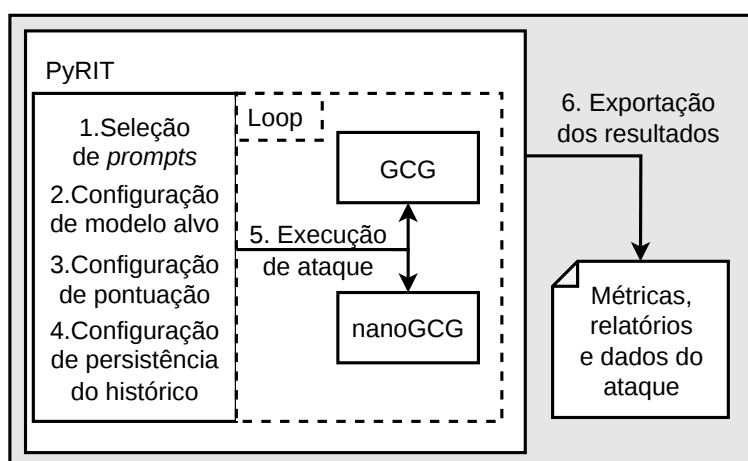 PyRIT
1.Seleção
de prompts
2.Configuração
de modelo alvo
3.Configuração
de pontuação
4.Configuração
de persistência
do histórico
Loop
GCG
5. Execução
de ataque
nanoGCG
6. Exportação
dos resultados
Métricas,
relatórios
e dados do
ataque